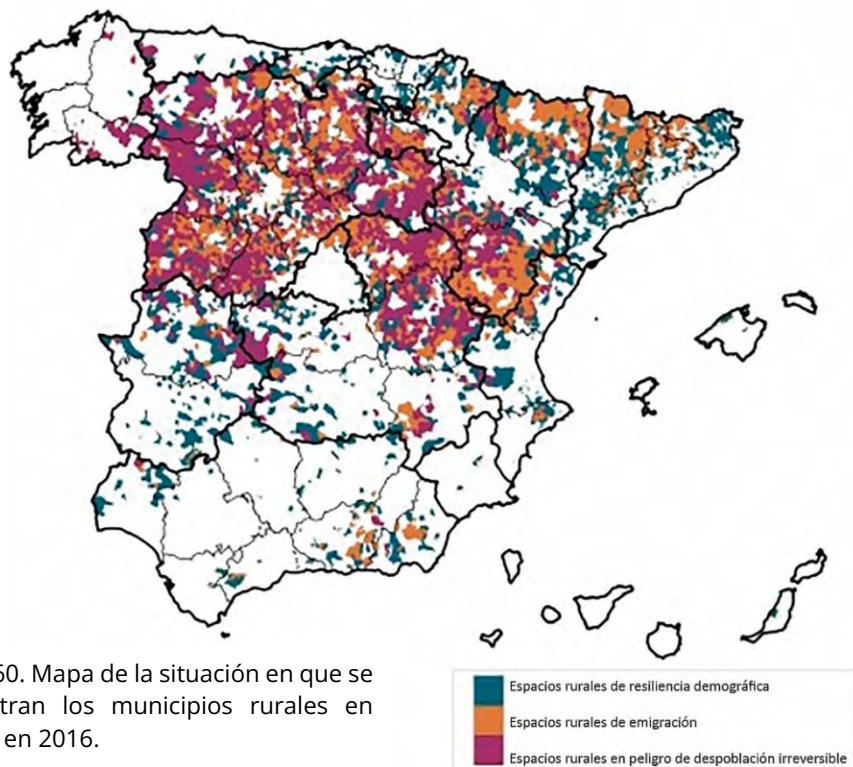 60. Mapa de la situación en que se
tran los municipios rurales en
en 2016.
Espacios rurales de resiliencia demográfica
Espacios rurales de emigración
Espacios rurales en peligro de despoblación irreversible